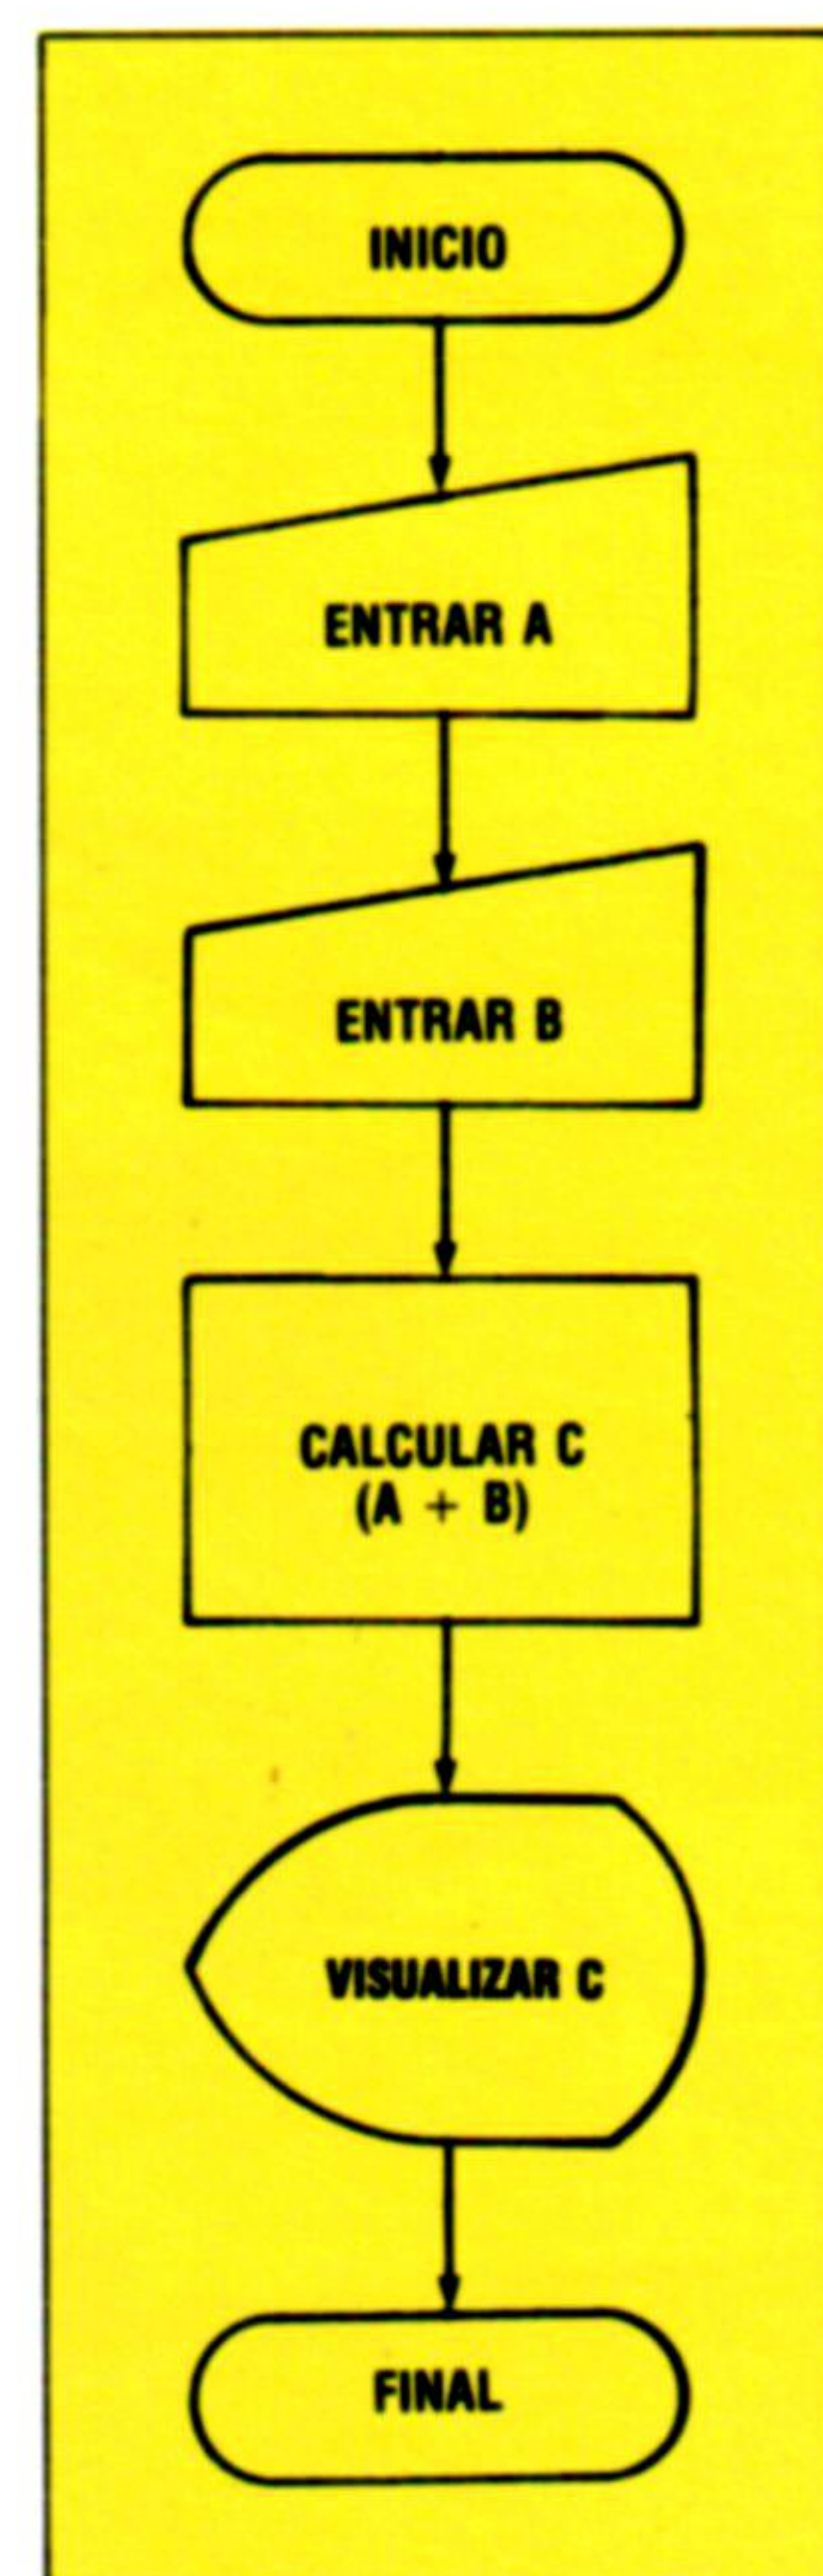 INICIO
ENTRAR A
ENTRAR B
CALCULAR C
(A + B)
VISUALIZAR C
FINAL